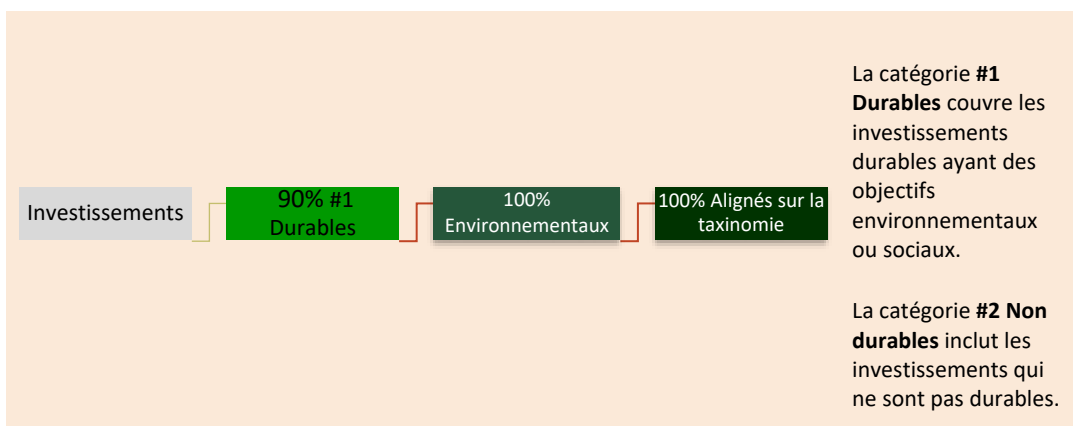 Investissements
90% #1
Durables
100%
Environnementaux
100% Alignés sur la
taxinomie
La catégorie #1
Durables couvre les
investissements
durables ayant des
objectifs
environnementaux
ou sociaux.
La catégorie #2 Non
durables inclut les
investissements qui
ne sont pas durables.